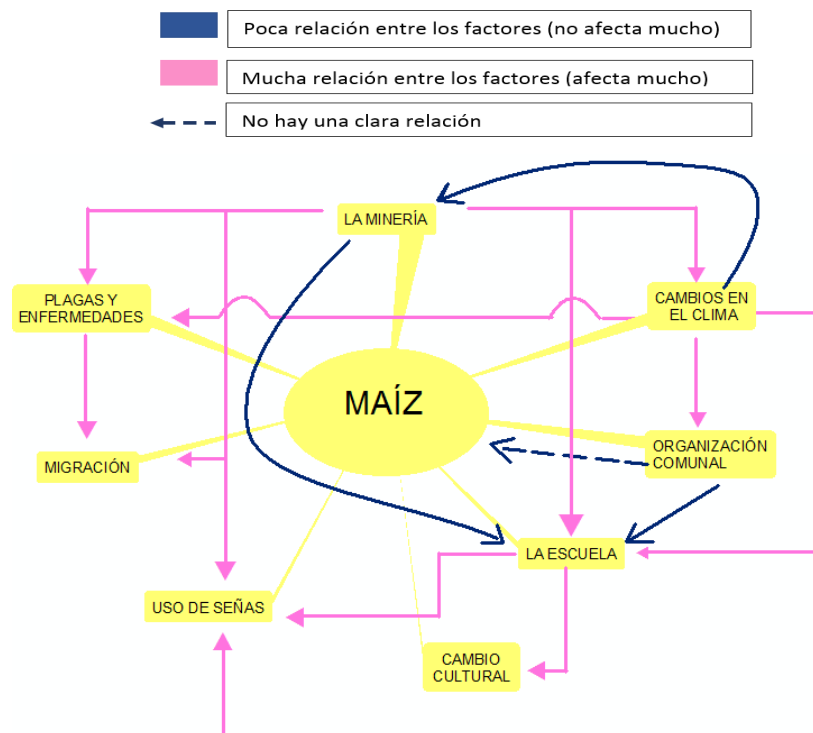 Poca relación entre los factores (no afecta mucho)
Mucha relación entre los factores (afecta mucho)
No hay una clara relación
LA MINERÍA
PLAGAS Y
ENFERMEDADES
CAMBIOS EN
EL CLIMA
MAÍZ
ORGANIZACIÓN
COMUNAL
MIGRACIÓN
LA ESCUELA
USO DE SEÑAS
CAMBIO
CULTURAL